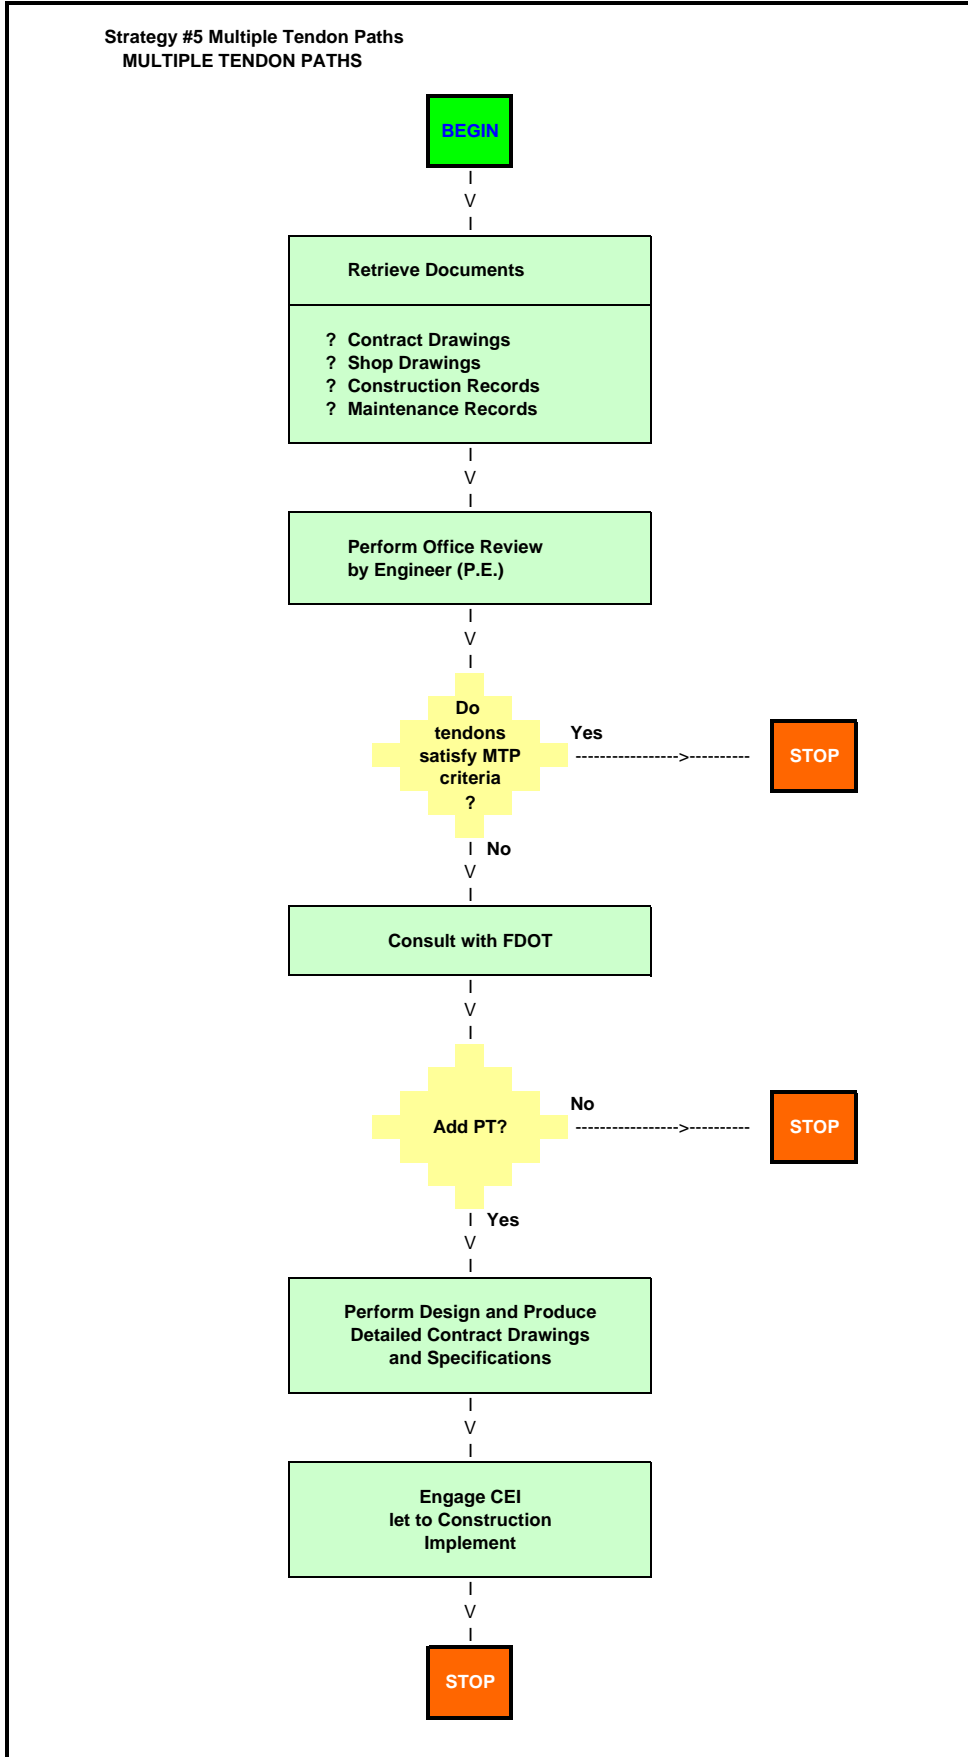 Strategy #5 Multiple Tendon Paths
MULTIPLE TENDON PATHS
BEGIN
I
V
I
Retrieve Documents
? Contract Drawings
? Shop Drawings
? Construction Records
? Maintenance Records
I
V
I
Perform Office Review
by Engineer (P.E.)
I
V
I
Do
tendons
satisfy MTP
criteria
?
Yes
----------------->----------
STOP
I No
V
I
Consult with FDOT
I
V
I
Add PT?
No
----------------->----------
STOP
I Yes
V
I
Perform Design and Produce
Detailed Contract Drawings
and Specifications
I
V
I
Engage CEI
let to Construction
Implement
I
V
I
STOP